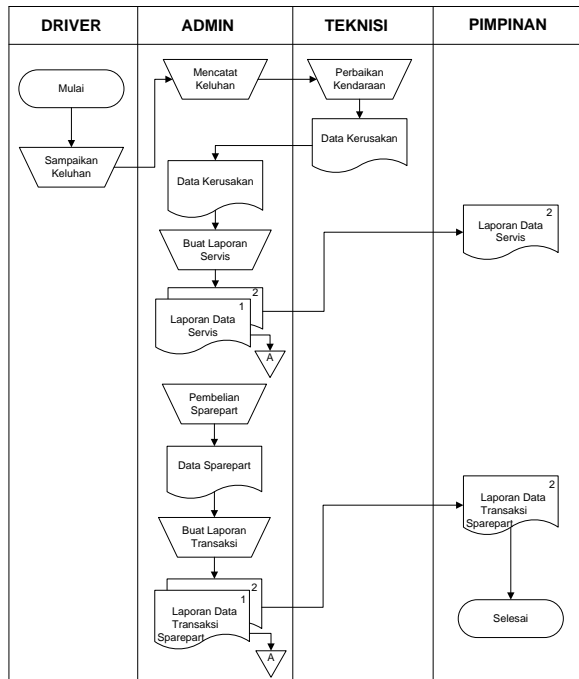 DRIVER
ADMIN
TEKNISI
PIMPINAN
Mulai
Mencatat
Keluhan
Perbaikan
Kendaraan
Sampaikan
Keluhan
Data Kerusakan
Data Kerusakan
Buat Laporan
Servis
2
Laporan Data
Servis
2
1
Laporan Data
Servis
A
Pembelian
Sparepart
Data Sparepart
Buat Laporan
Transaksi
2
Laporan Data
Transaksi
Sparepart
2
1
Laporan Data
Transaksi
Sparepart
A
Selesai